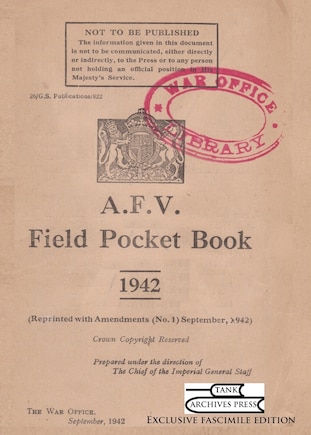 NOT TO BE PUBLISHED
The information given in this document
is not to be communicated, either directly
or indirectly, to the Press or to any person
not holding an official position in His
Majesty's Service.
26/G.S. Publications/822
WAR OFFICE
LIBRARY
A.F.V.
Field Pocket Book
1942
(Reprinted with Amendments (No. 1) September, 1942)
Crown Copyright Reserved
Prepared under the direction of
The Chief of the Imperial General Staff
THE WAR OFFICE,
September, 1942
TANK
ARCHIVES PRESS
EXCLUSIVE FASCIMILE EDITION